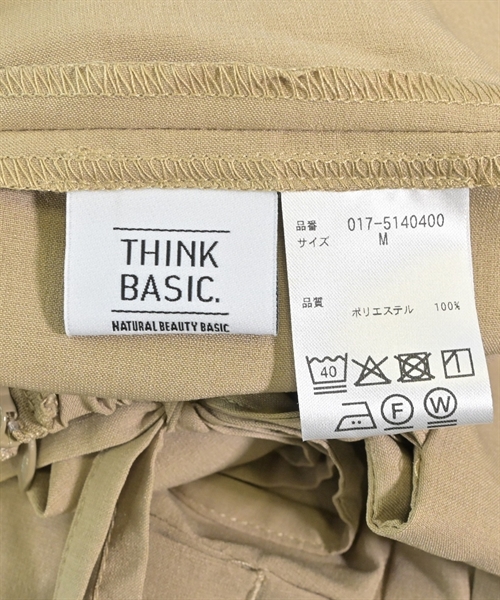 THINK
BASIC.
NATURAL BEAUTY BASIC
品番 017-5140400
サイズ M
品質 ポリエステル 100%
40
F W